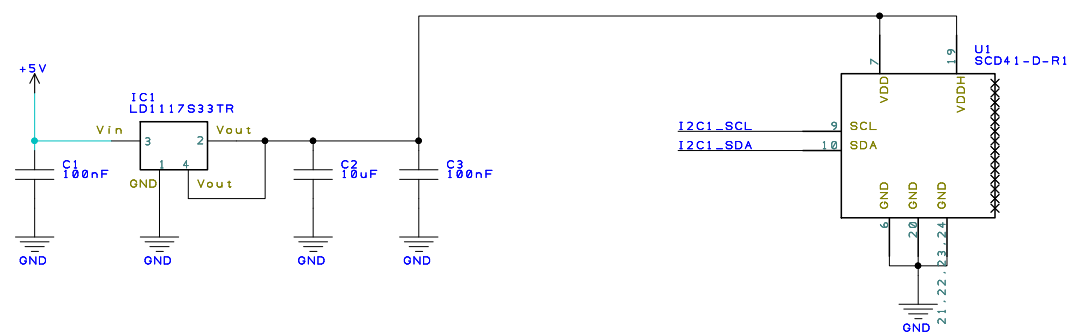 +5V
IC1
LD1117S33TR
Vin
3
2
Vout
1
4
GND
Vout
C1
100nF
C2
10uF
C3
100nF
GND
GND
GND
GND
U1
SCD41-D-R1
7
19
VDD
VDDH
I2C1_SCL
9
SCL
I2C1_SDA
10
SDA
GND
GND
GND
6
20
21,22,23,24
GND